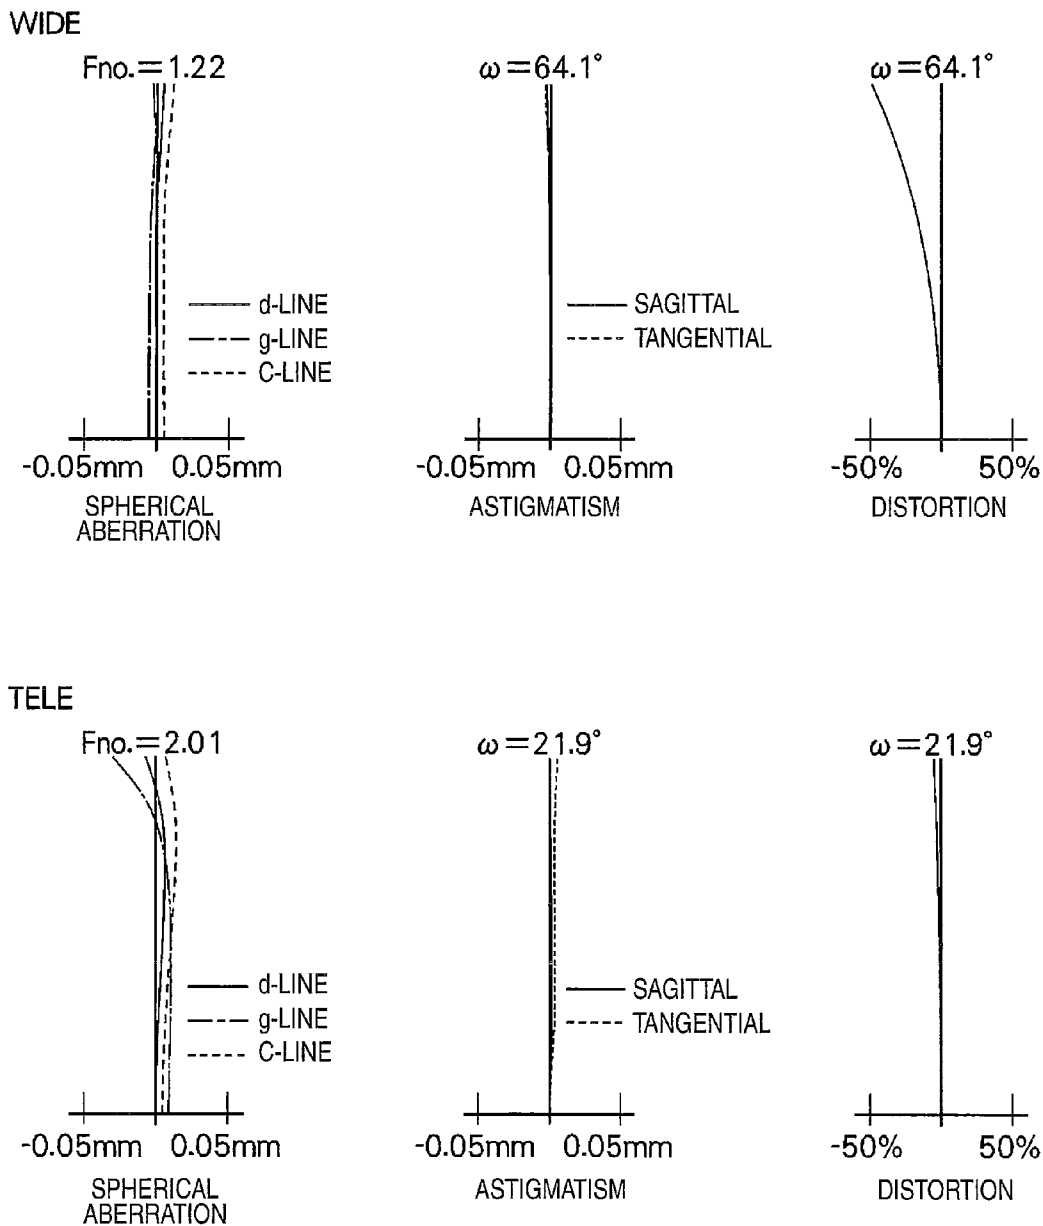 WIDE
Fno.=1.22
ω=64.1°
ω=64.1°
d-LINE
g-LINE
C-LINE
SAGITTAL
TANGENTIAL
-0.05mm 0.05mm
-0.05mm 0.05mm
-50% 50%
SPHERICAL
ABERRATION
ASTIGMATISM
DISTORTION
TELE
Fno.=2.01
ω=21.9°
ω=21.9°
d-LINE
g-LINE
C-LINE
SAGITTAL
TANGENTIAL
-0.05mm 0.05mm
-0.05mm 0.05mm
-50% 50%
SPHERICAL
ABERRATION
ASTIGMATISM
DISTORTION